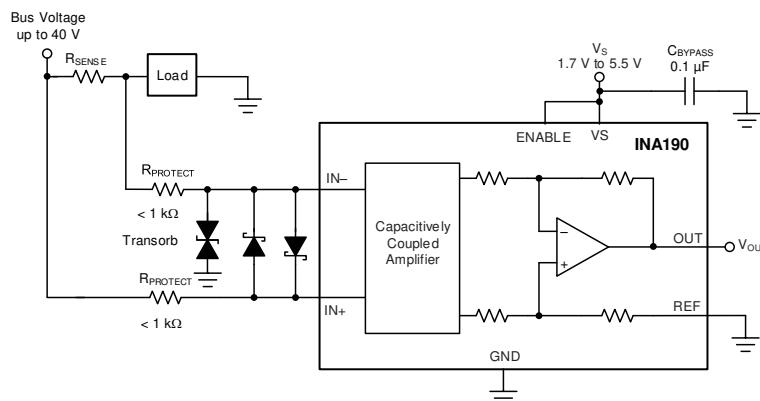 Bus Voltage
up to 40 V
RSENSE
Load
VS
1.7 V to 5.5 V
CBYPASS
0.1 µF
ENABLE
VS
INA190
RPROTECT
< 1 kΩ
Transorb
IN–
Capacitively
Coupled
Amplifier
–
+
OUT
VOU
RPROTECT
< 1 kΩ
IN+
REF
GND